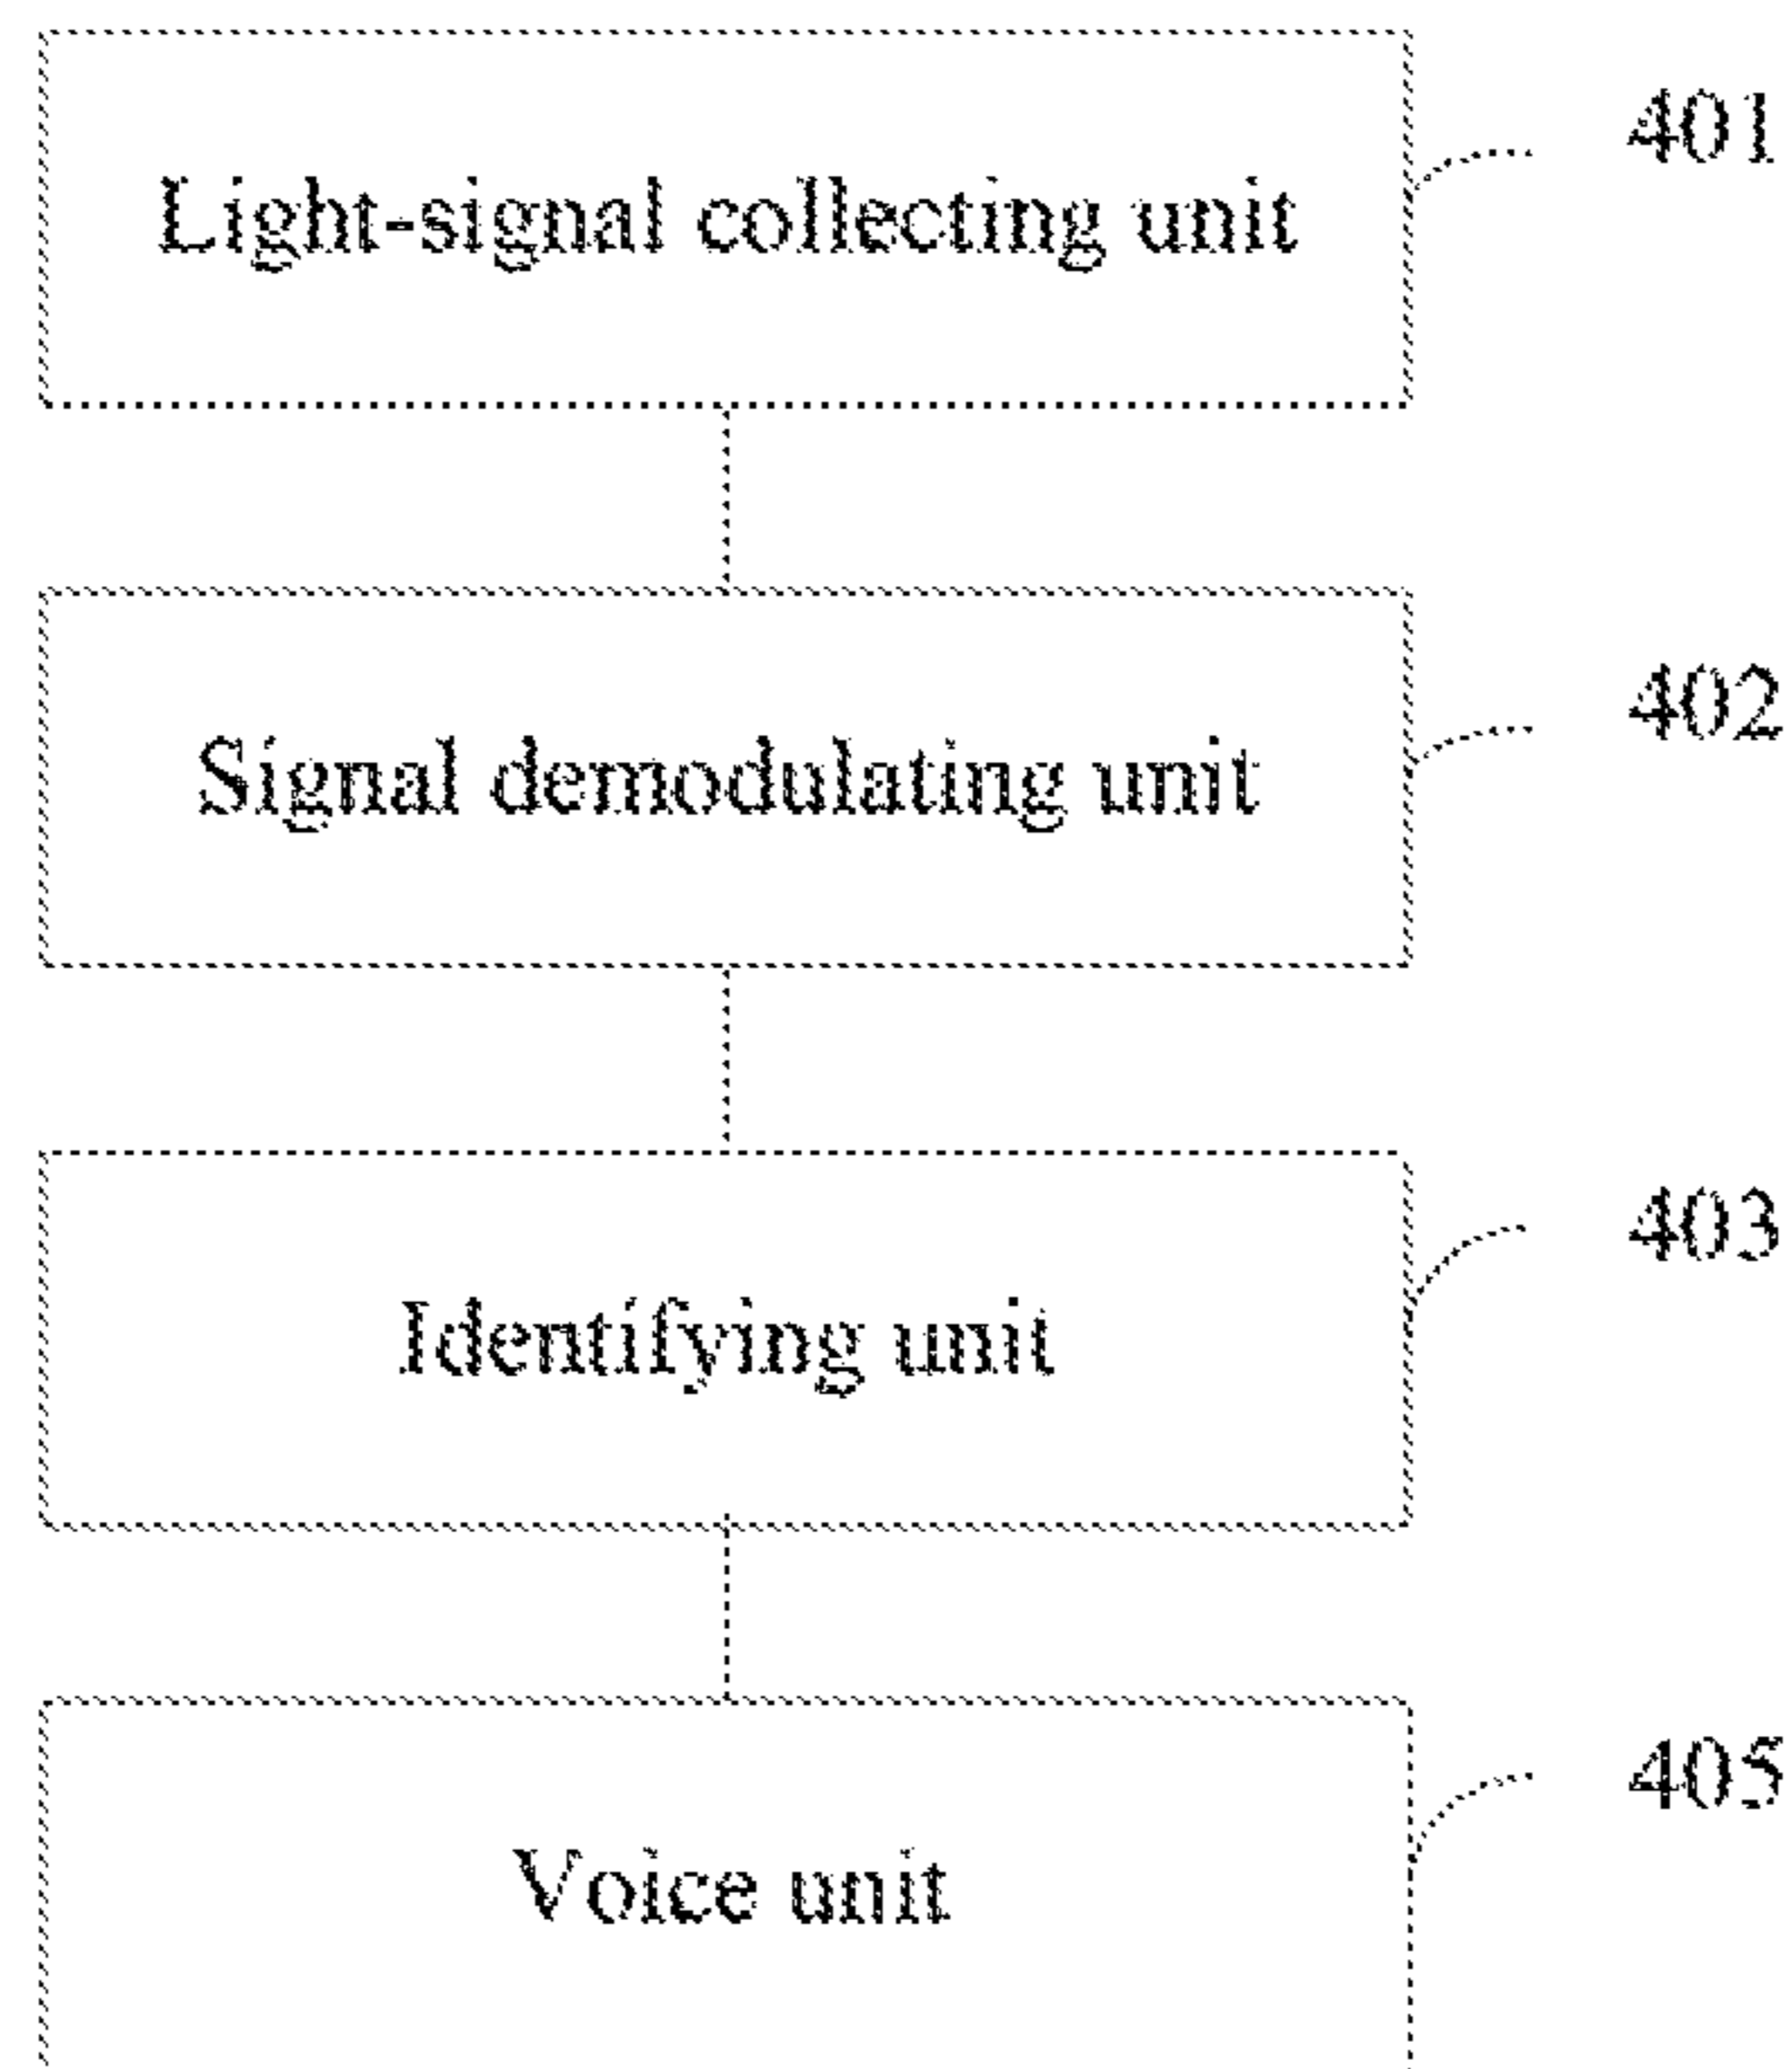 401
Light-signal collecting unit
402
Signal demodulating unit
403
Identifying unit
405
Voice unit